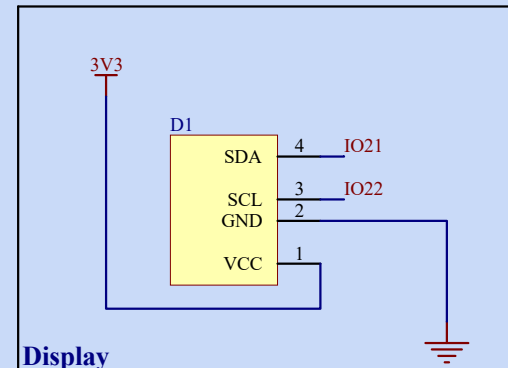 3V3
D1
SDA 4 IO21
SCL 3 IO22
GND 2
VCC 1
Display